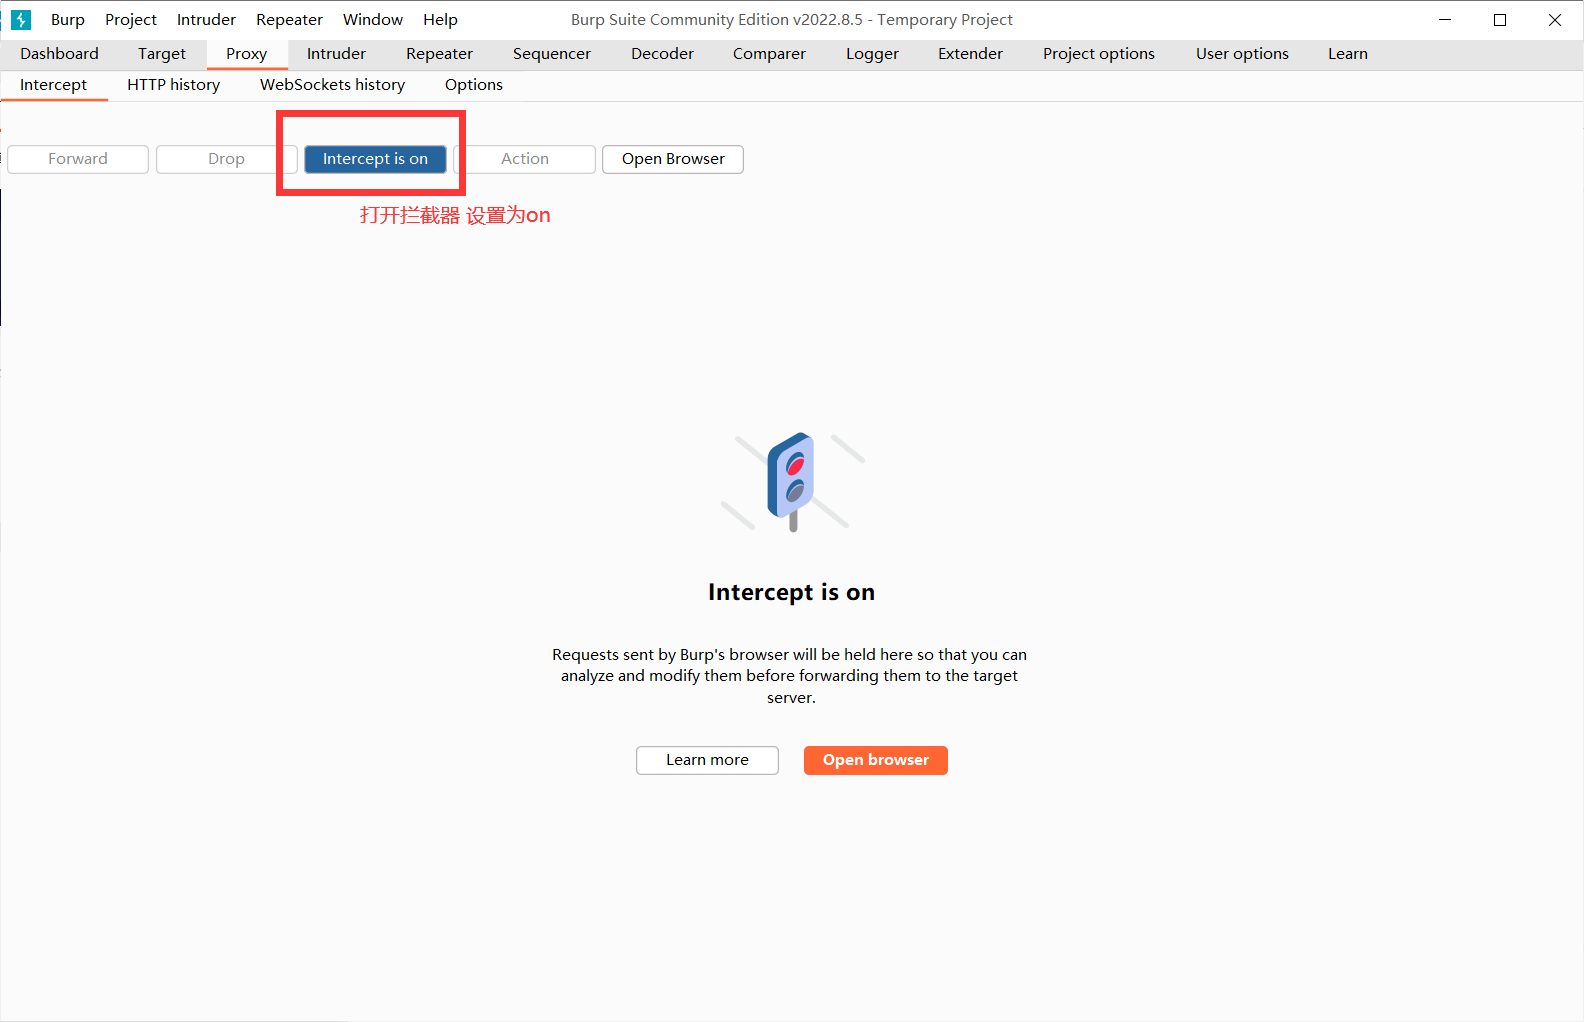 Burp Project Intruder Repeater Window Help Burp Suite Community Edition v2022.8.5 - Temporary Project
Dashboard Target Proxy Intruder Repeater Sequencer Decoder Comparer Logger Extender Project options User options Learn
Intercept HTTP history WebSockets history Options
Forward Drop Intercept is on Action Open Browser
打开拦截器 设置为on
Intercept is on
Requests sent by Burp's browser will be held here so that you can
analyze and modify them before forwarding them to the target
server.
Learn more Open browser